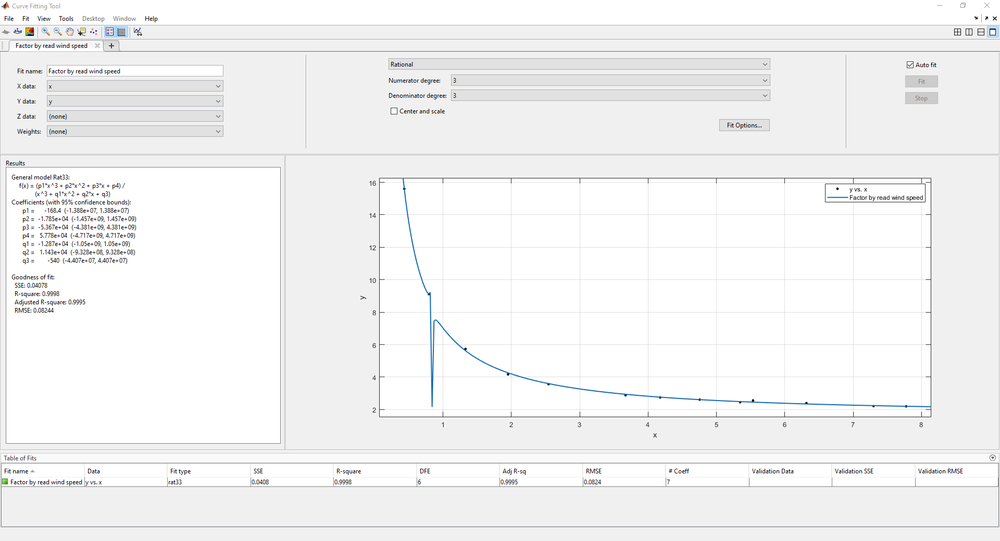 Curve Fitting Tool
File Fit View Tools Desktop Window Help
Factor by read wind speed
Fit name: Factor by read wind speed
X data: x
Y data: y
Z data: (none)
Weights: (none)
Rational
Numerator degree: 3
Denominator degree: 3
Center and scale
Fit Options...
Auto fit
Fit
Stop
Results
General model Rat33:
f(x) = (p1*x^3 + p2*x^2 + p3*x + p4) /
(x^3 + q1*x^2 + q2*x + q3)
Coefficients (with 95% confidence bounds):
p1 = -168.4 (-1.388e+07, 1.388e+07)
p2 = -1.785e+04 (-1.457e+09, 1.457e+09)
p3 = -5.367e+04 (-4.381e+09, 4.381e+09)
p4 = 5.778e+04 (-4.717e+09, 4.717e+09)
q1 = -1.287e+04 (-1.05e+09, 1.05e+09)
q2 = 1.143e+04 (-9.328e+08, 9.328e+08)
q3 = -540 (-4.407e+07, 4.407e+07)
Goodness of fit:
SSE: 0.04078
R-square: 0.9998
Adjusted R-square: 0.9995
RMSE: 0.08244
16
14
12
10
8
6
4
2
y
1 2 3 4 5 6 7 8
x
y vs. x
Factor by read wind speed
Table of Fits
Fit name Data Fit type SSE R-square DFE Adj R-sq RMSE # Coeff Validation Data Validation SSE Validation RMSE
Factor by read wind speed y vs. x rat33 0.0408 0.9998 6 0.9995 0.0824 7